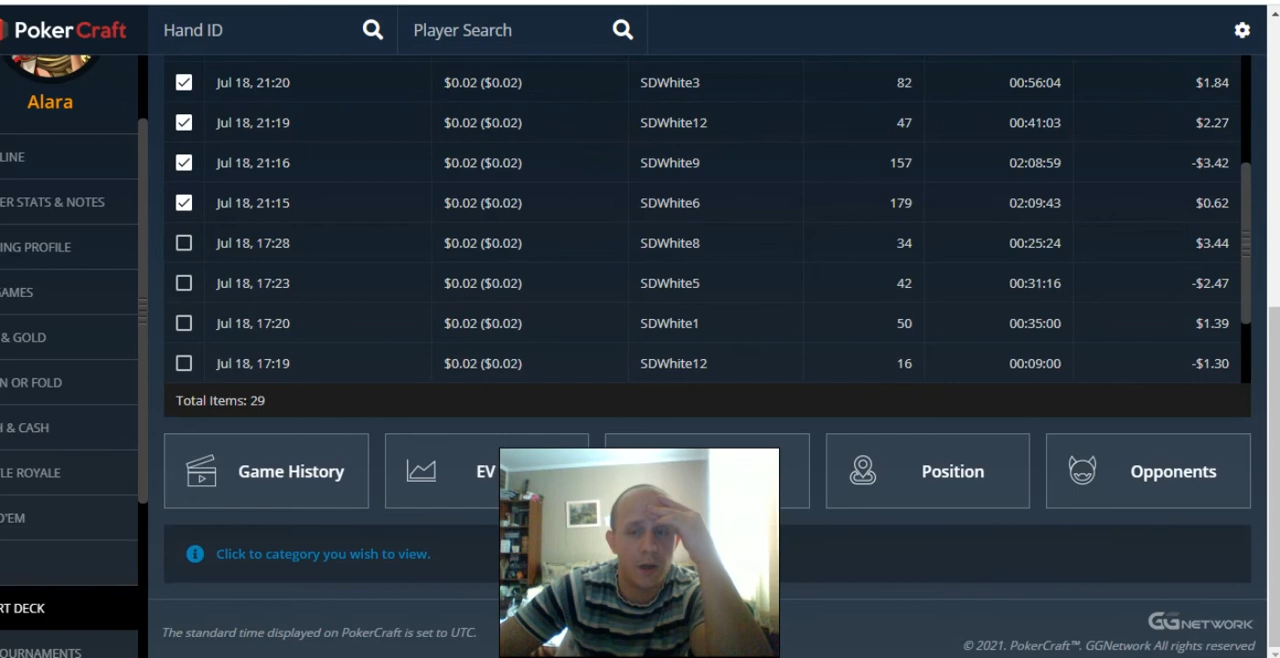 PokerCraft Hand ID Player Search
Alara
LINE
ER STATS & NOTES
ING PROFILE
GAMES
& GOLD
N OR FOLD
H & CASH
LE ROYALE
D'EM
RT DECK
OURNAMENTS
Jul 18, 21:20 $0.02 ($0.02) SDWhite3 82 00:56:04 $1.84
Jul 18, 21:19 $0.02 ($0.02) SDWhite12 47 00:41:03 $2.27
Jul 18, 21:16 $0.02 ($0.02) SDWhite9 157 02:08:59 -$3.42
Jul 18, 21:15 $0.02 ($0.02) SDWhite6 179 02:09:43 $0.62
Jul 18, 17:28 $0.02 ($0.02) SDWhite8 34 00:25:24 $3.44
Jul 18, 17:23 $0.02 ($0.02) SDWhite5 42 00:31:16 -$2.47
Jul 18, 17:20 $0.02 ($0.02) SDWhite1 50 00:35:00 $1.39
Jul 18, 17:19 $0.02 ($0.02) SDWhite12 16 00:09:00 -$1.30
Total Items: 29
Game History EV Position Opponents
Click to category you wish to view.
The standard time displayed on PokerCraft is set to UTC.
GGNETWORK
© 2021. PokerCraft™. GGNetwork All rights reserved